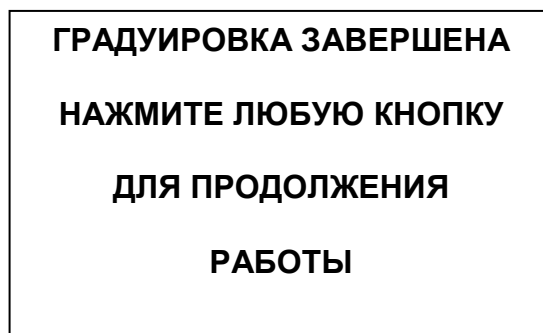 ГРАДУИРОВКА ЗАВЕРШЕНА
НАЖМИТЕ ЛЮБУЮ КНОПКУ
ДЛЯ ПРОДОЛЖЕНИЯ
РАБОТЫ